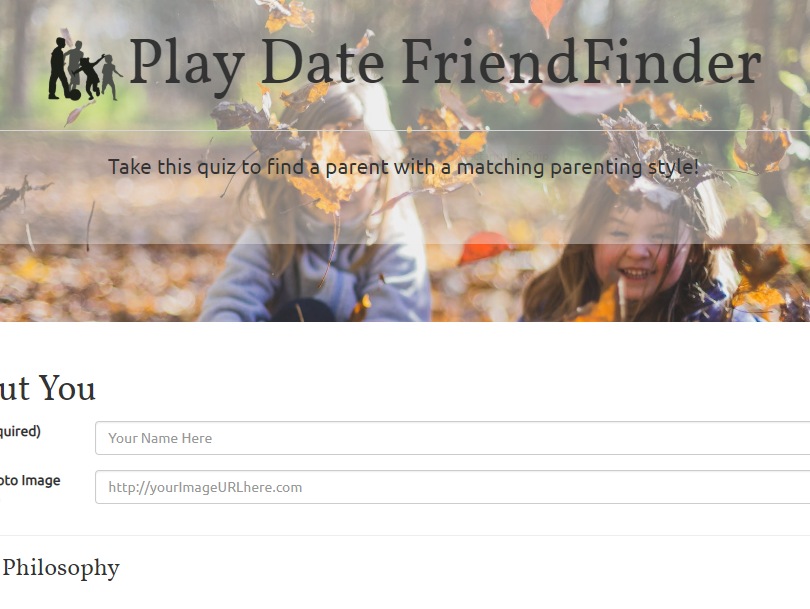 Play Date FriendFinder
Take this quiz to find a parent with a matching parenting style!
ut You
quired)
Your Name Here
oto Image
http://yourImageURLhere.com
Philosophy